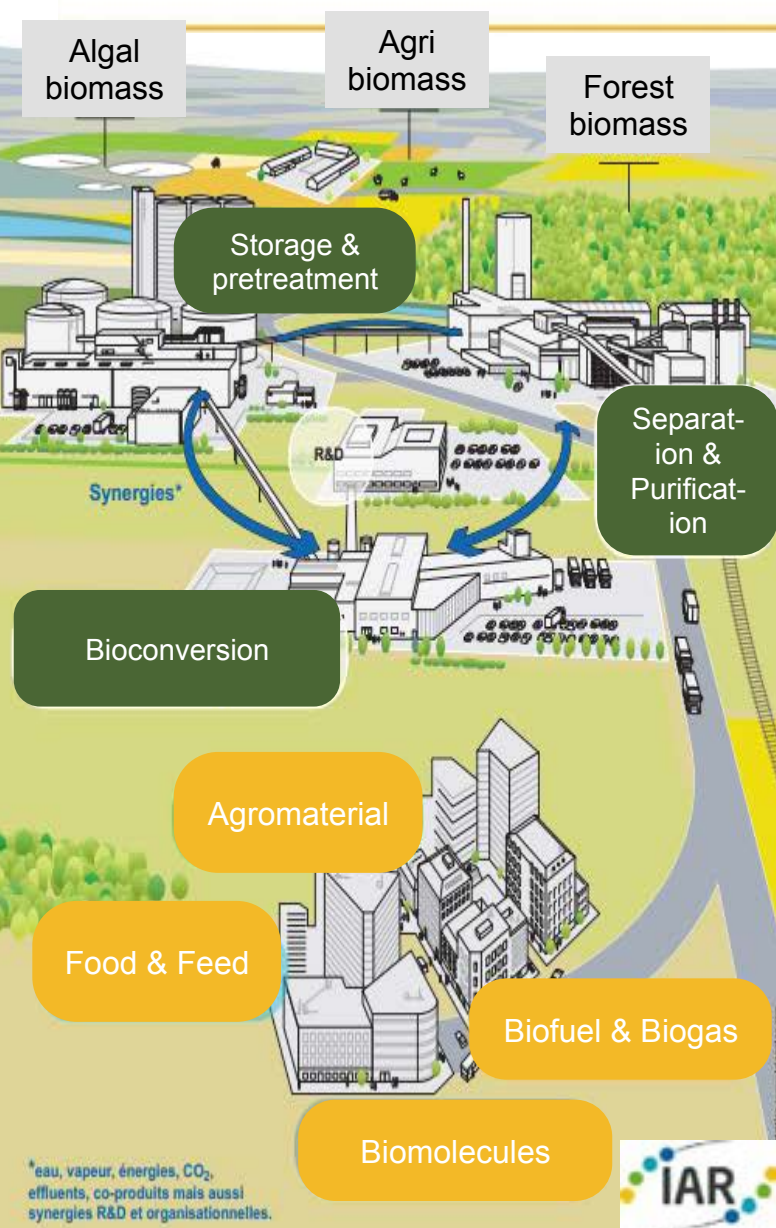 Algal
biomass
Agri
biomass
Forest
biomass
Storage &
pretreatment
R&D
Separat-
ion &
Purificat-
ion
Synergies*
Bioconversion
Agromaterial
Food & Feed
Biofuel & Biogas
Biomolecules
*eau, vapeur, énergies, CO₂,
effluents, co-produits mais aussi
synergies R&D et organisationnelles.
IAR